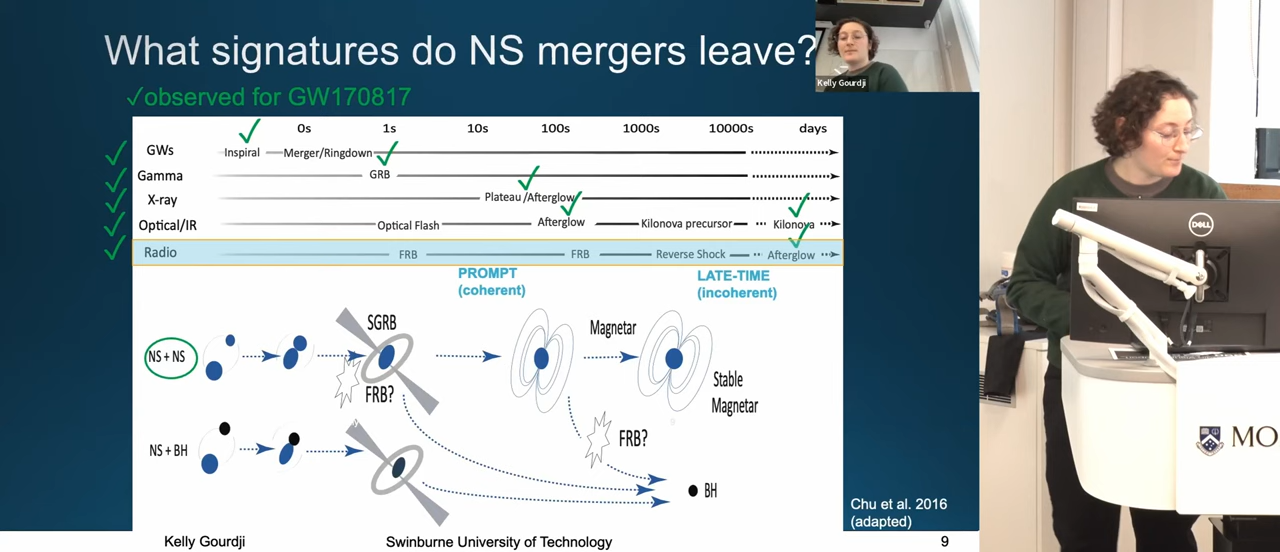 What signatures do NS mergers leave?
Kelly Gourdji
✓observed for GW170817
0s 1s 10s 100s 1000s 10000s days
GWs Inspiral Merger/Ringdown
Gamma GRB
X-ray Plateau /Afterglow
Optical/IR Optical Flash Afterglow Kilonova precursor Kilonova
Radio FRB FRB Reverse Shock Afterglow
PROMPT
(coherent)
LATE-TIME
(incoherent)
SGRB
Magnetar
NS + NS
FRB?
Stable
Magnetar
FRB?
NS + BH
BH
Chu et al. 2016
(adapted)
Kelly Gourdji Swinburne University of Technology 9
DELL
MO